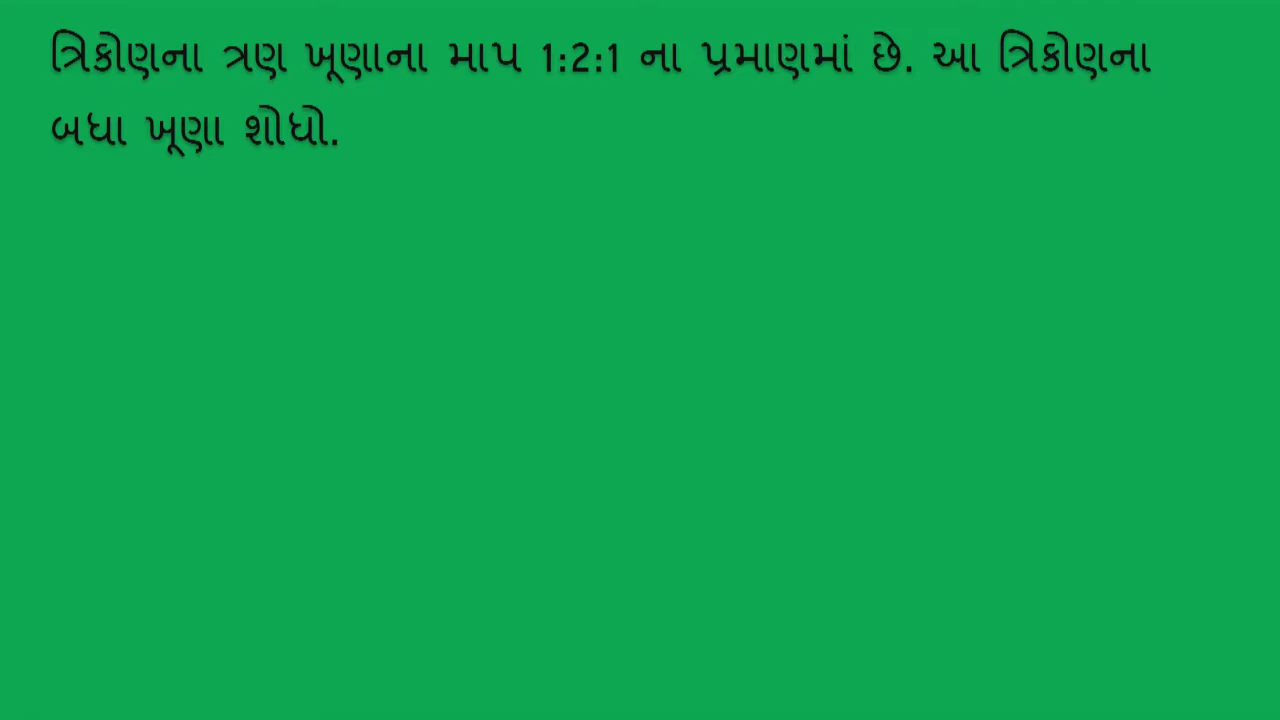 ત્રિકોણના ત્રણ ખૂણાના માપ 1:2:1 ના પ્રમાણમાં છે. આ ત્રિકોણના
બધા ખૂણા શોધો.